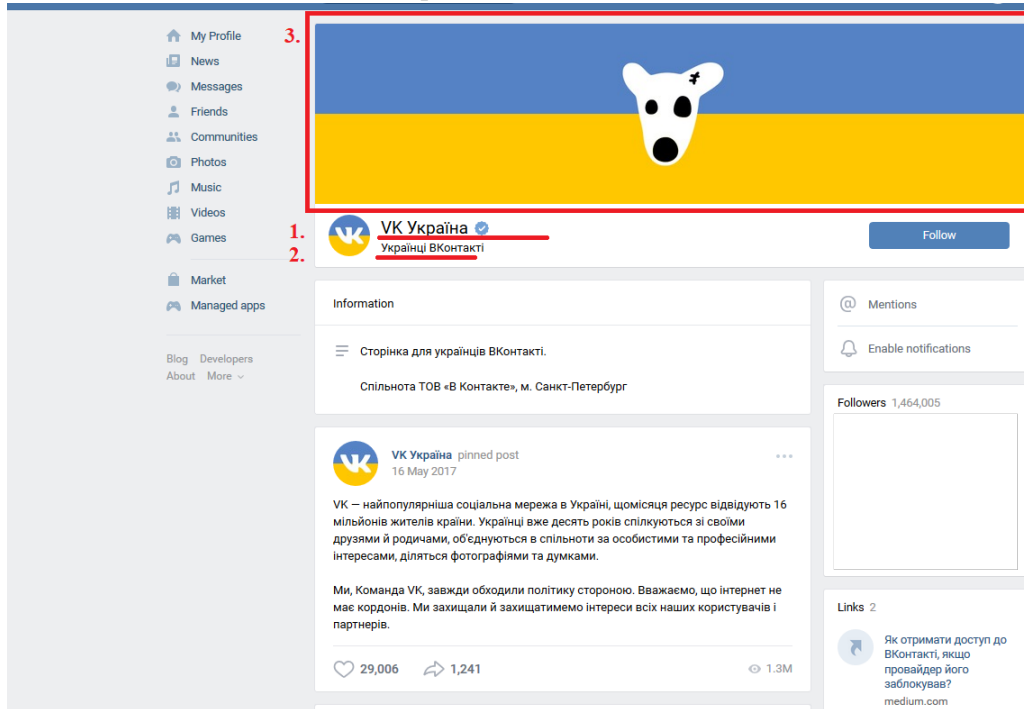 My Profile
News
Messages
Friends
Communities
Photos
Music
Videos
Games
Market
Managed apps
Blog Developers
About More
3.
1.
2.
VK Україна
Українці ВКонтакті
Follow
Information
Сторінка для українців ВКонтакті.
Спільнота ТОВ «В Контакте», м. Санкт-Петербург
VK Україна pinned post
16 May 2017
VK — найпопулярніша соціальна мережа в Україні, щомісяця ресурс відвідують 16
мільйонів жителів країни. Українці вже десять років спілкуються зі своїми
друзями й родичами, об'єднуються в спільноти за особистими та професійними
інтересами, діляться фотографіями та думками.
Ми, Команда VK, завжди обходили політику стороною. Вважаємо, що інтернет не
має кордонів. Ми захищали й захищатимемо інтереси всіх наших користувачів і
партнерів.
29,006 1,241 1.3M
@ Mentions
Enable notifications
Followers 1,464,005
Links 2
Як отримати доступ до
ВКонтакті, якщо
провайдер його
заблокував?
medium.com